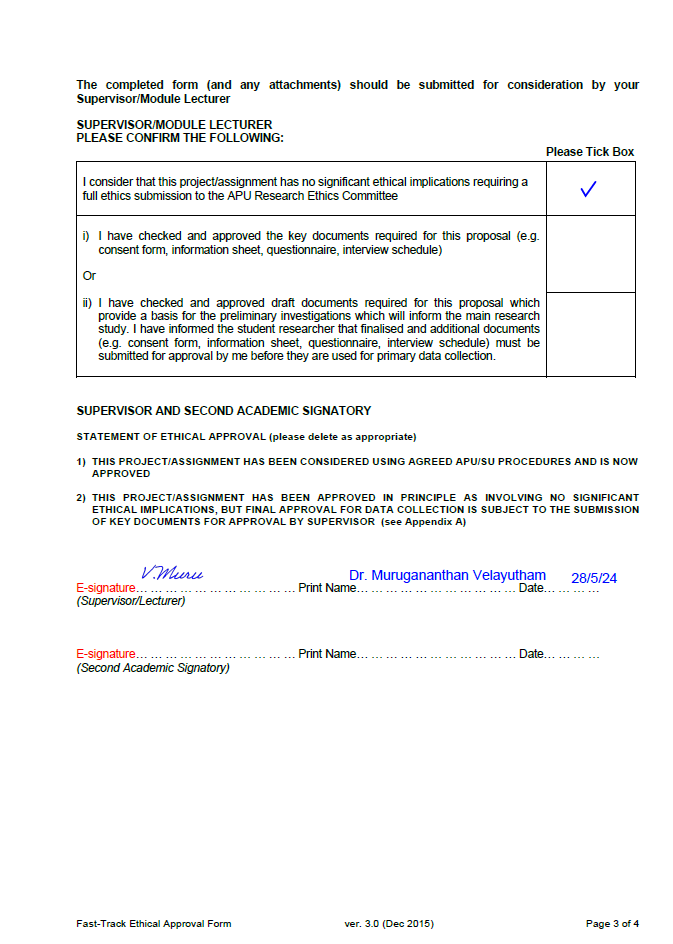 The completed form (and any attachments) should be submitted for consideration by your
Supervisor/Module Lecturer
SUPERVISOR/MODULE LECTURER
PLEASE CONFIRM THE FOLLOWING:
Please Tick Box
I consider that this project/assignment has no significant ethical implications requiring a
full ethics submission to the APU Research Ethics Committee
✓
i) I have checked and approved the key documents required for this proposal (e.g.
consent form, information sheet, questionnaire, interview schedule)
Or
ii) I have checked and approved draft documents required for this proposal which
provide a basis for the preliminary investigations which will inform the main research
study. I have informed the student researcher that finalised and additional documents
(e.g. consent form, information sheet, questionnaire, interview schedule) must be
submitted for approval by me before they are used for primary data collection.
SUPERVISOR AND SECOND ACADEMIC SIGNATORY
STATEMENT OF ETHICAL APPROVAL (please delete as appropriate)
1) THIS PROJECT/ASSIGNMENT HAS BEEN CONSIDERED USING AGREED APU/SU PROCEDURES AND IS NOW
APPROVED
2) THIS PROJECT/ASSIGNMENT HAS BEEN APPROVED IN PRINCIPLE AS INVOLVING NO SIGNIFICANT
ETHICAL IMPLICATIONS, BUT FINAL APPROVAL FOR DATA COLLECTION IS SUBJECT TO THE SUBMISSION
OF KEY DOCUMENTS FOR APPROVAL BY SUPERVISOR (see Appendix A)
V.Muru Dr. Murugananthan Velayutham 28/5/24
E-signature… … … … … … … … … … … Print Name… … … … … … … … … … … Date… … … …
(Supervisor/Lecturer)
E-signature… … … … … … … … … … … Print Name… … … … … … … … … … … Date… … … …
(Second Academic Signatory)
Fast-Track Ethical Approval Form ver. 3.0 (Dec 2015) Page 3 of 4